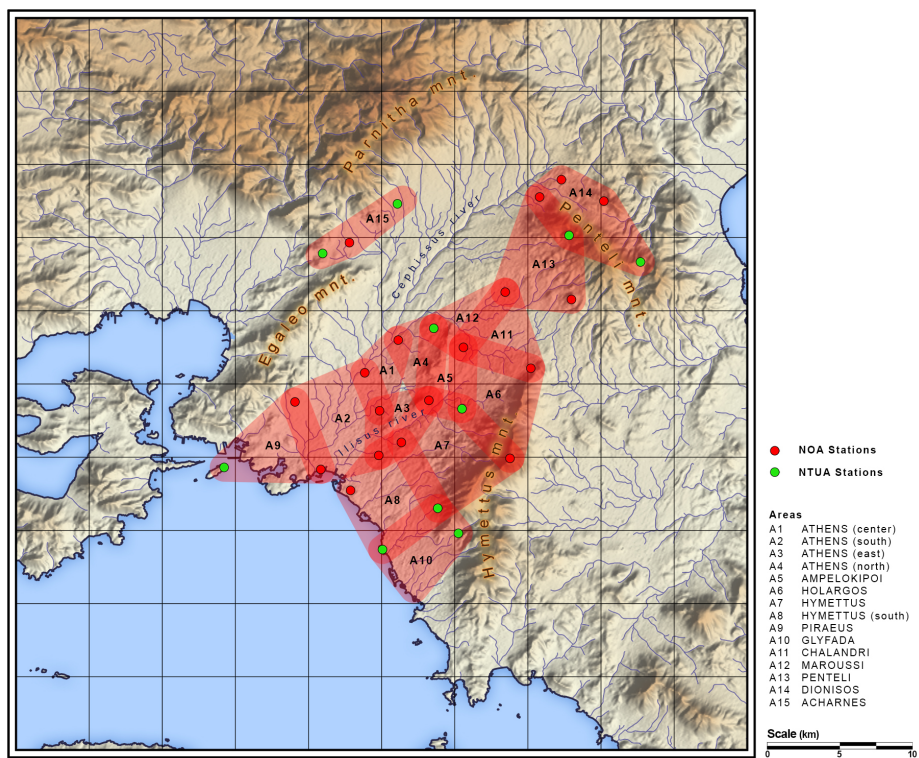 Parnitha mnt.
A14
A15
Penteli mnt.
Cephissus river
A13
Egaleo mnt.
A12
A11
A1
A4
A5
A6
A3
A2
Ilisus river
A9
A7
Hymettus mnt
A8
A10
NOA Stations
NTUA Stations
Areas
A1 ATHENS (center)
A2 ATHENS (south)
A3 ATHENS (east)
A4 ATHENS (north)
A5 AMPELOKIPOI
A6 HOLARGOS
A7 HYMETTUS
A8 HYMETTUS (south)
A9 PIRAEUS
A10 GLYFADA
A11 CHALANDRI
A12 MAROUSSI
A13 PENTELI
A14 DIONISOS
A15 ACHARNES
Scale (km)
0 5 10